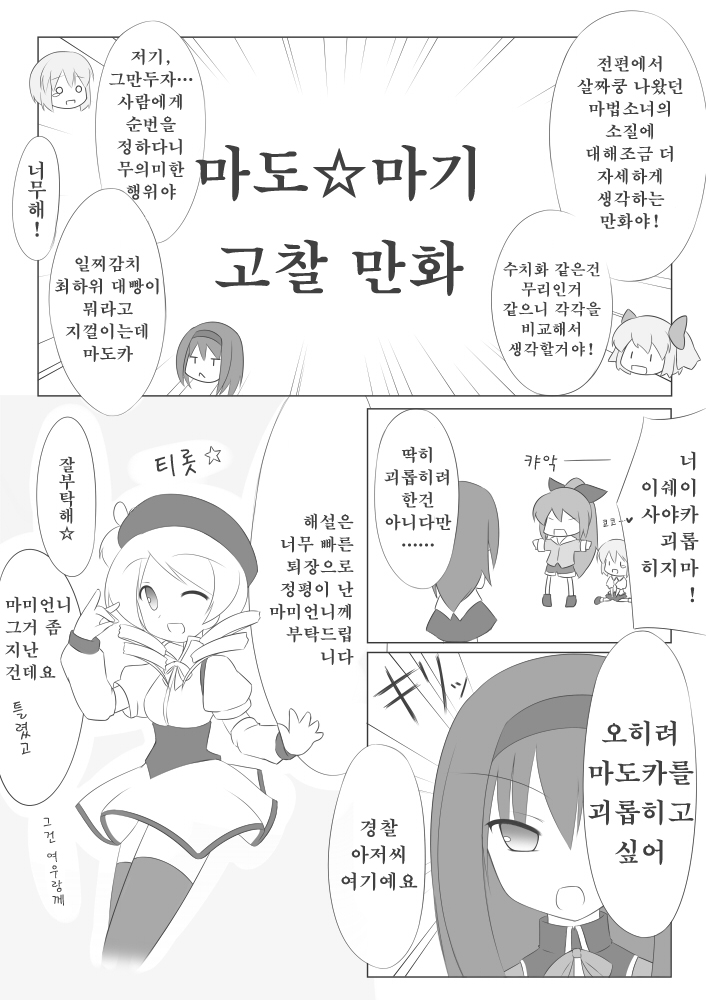 마도☆마기
고찰 만화
전편에서
살짜쿵 나왔던
마법소녀의
소질에
대해조금 더
자세하게
생각하는
만화야!
수치화 같은건
무리인거
같으니 각각을
비교해서
생각할거야!
저기,
그만두자…
사람에게
순번을
정하다니
무의미한
행위야
너무해!
일찌감치
최하위 대빵이
뭐라고
지껄이는데
마도카
너
이쉐이
사야카
괴롭
히지마!
캬악
딱히
괴롭히려
한건
아니다만
……
오히려
마도카를
괴롭히고
싶어
ギリッ
경찰
아저씨
여기예요
해설은
너무 빠른
퇴장으로
정평이 난
마미언니께
부탁드립
니다
티롯☆
잘부탁해☆
마미언니
그거 좀
지난
건데요
틀렸고
그건 여우랑께